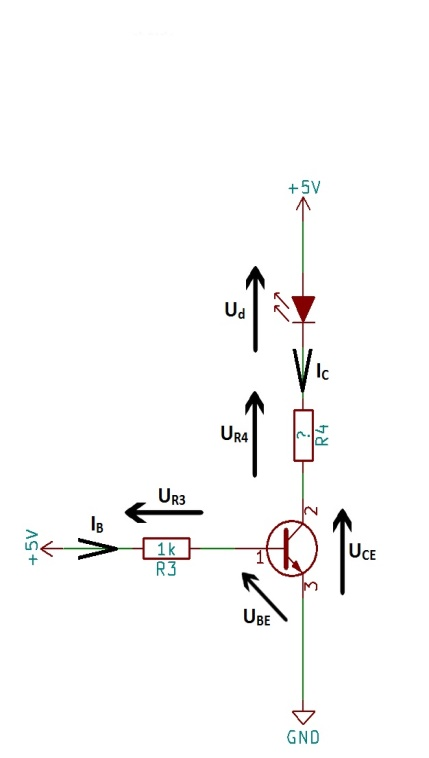 +5V
Ud
IC
UR4
?
R4
2
UR3
IB
+5V
1k
R3
1
UCE
3
UBE
GND